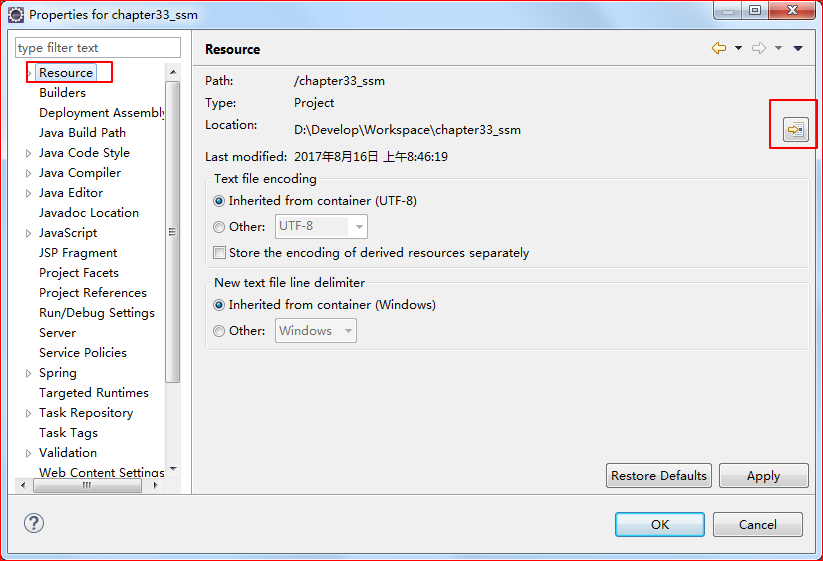 Properties for chapter33_ssm
type filter text
Resource
Builders
Deployment Assembly
Java Build Path
Java Code Style
Java Compiler
Java Editor
Javadoc Location
JavaScript
JSP Fragment
Project Facets
Project References
Run/Debug Settings
Server
Service Policies
Spring
Targeted Runtimes
Task Repository
Task Tags
Validation
Web Content Settings
Resource
Path: /chapter33_ssm
Type: Project
Location: D:\Develop\Workspace\chapter33_ssm
Last modified: 2017年8月16日 上午8:46:19
Text file encoding
Inherited from container (UTF-8)
Other: UTF-8
Store the encoding of derived resources separately
New text file line delimiter
Inherited from container (Windows)
Other: Windows
Restore Defaults Apply
? OK Cancel